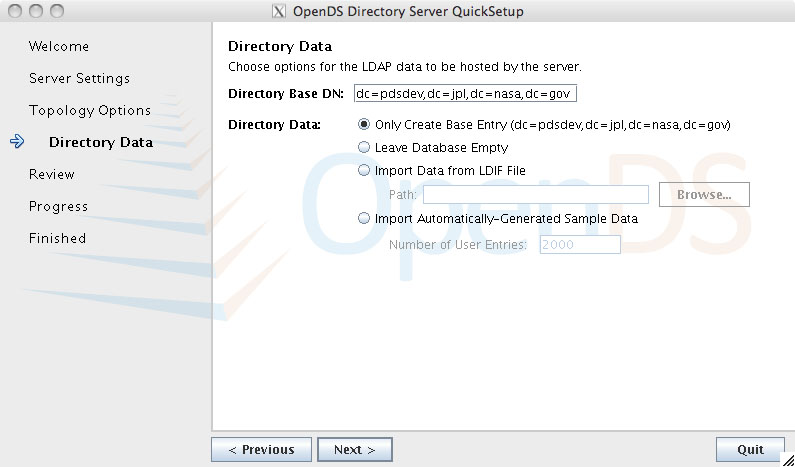 OpenDS Directory Server QuickSetup
Welcome
Server Settings
Topology Options
Directory Data
Review
Progress
Finished
Directory Data
Choose options for the LDAP data to be hosted by the server.
Directory Base DN: dc=pdsdev,dc=jpl,dc=nasa,dc=gov
Directory Data: Only Create Base Entry (dc=pdsdev,dc=jpl,dc=nasa,dc=gov)
Leave Database Empty
Import Data from LDIF File
Path: Browse...
Import Automatically-Generated Sample Data
Number of User Entries: 2000
OpenDS
< Previous Next > Quit